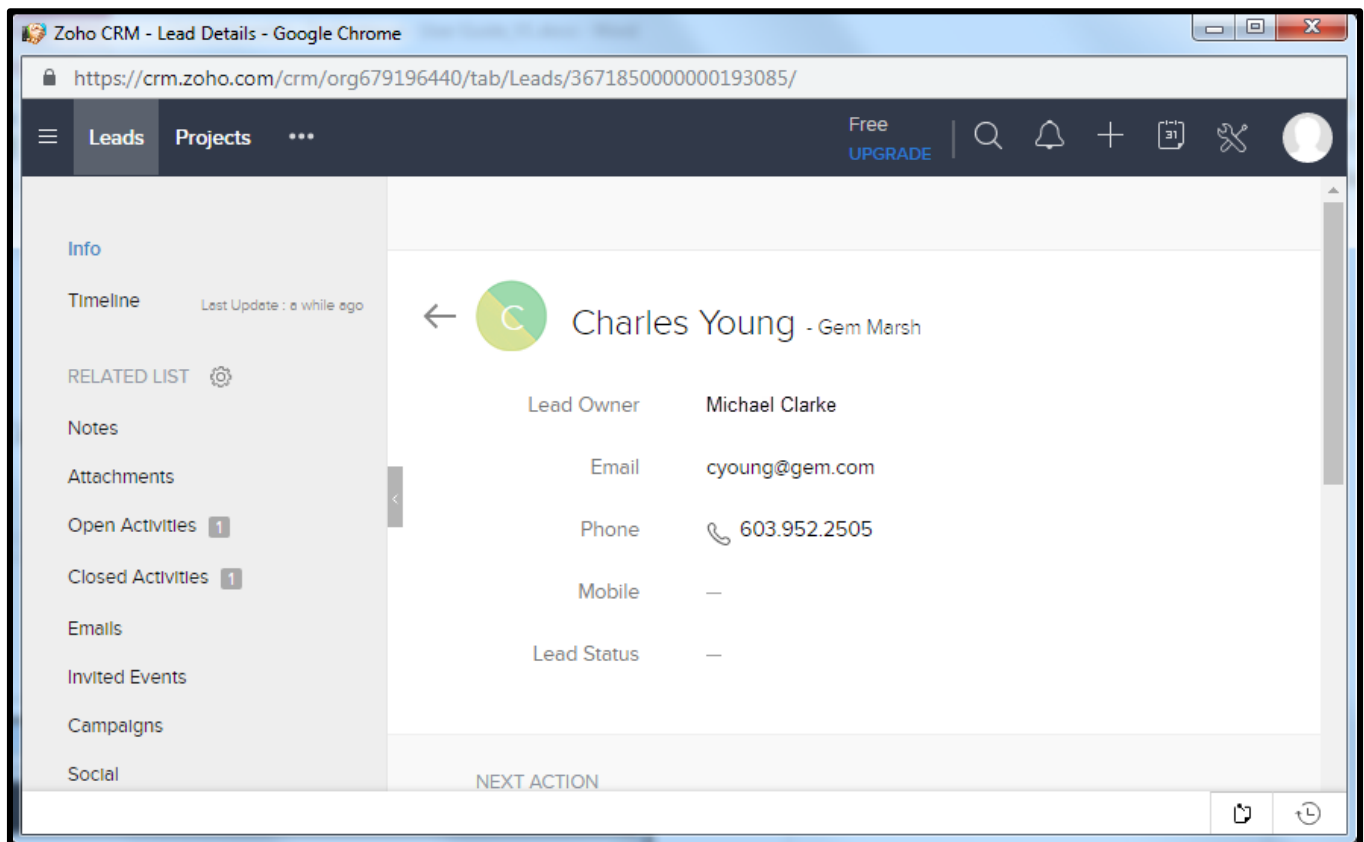 Zoho CRM - Lead Details - Google Chrome
https://crm.zoho.com/crm/org679196440/tab/Leads/3671850000000193085/
Leads Projects ••• Free
UPGRADE
31
Info
Timeline Last Update : a while ago
C Charles Young - Gem Marsh
RELATED LIST
Lead Owner Michael Clarke
Notes
Email cyoung@gem.com
Attachments
Open Activities 1
Phone 603.952.2505
Closed Activities 1
Mobile —
Emails
Lead Status —
Invited Events
Campaigns
Social
NEXT ACTION